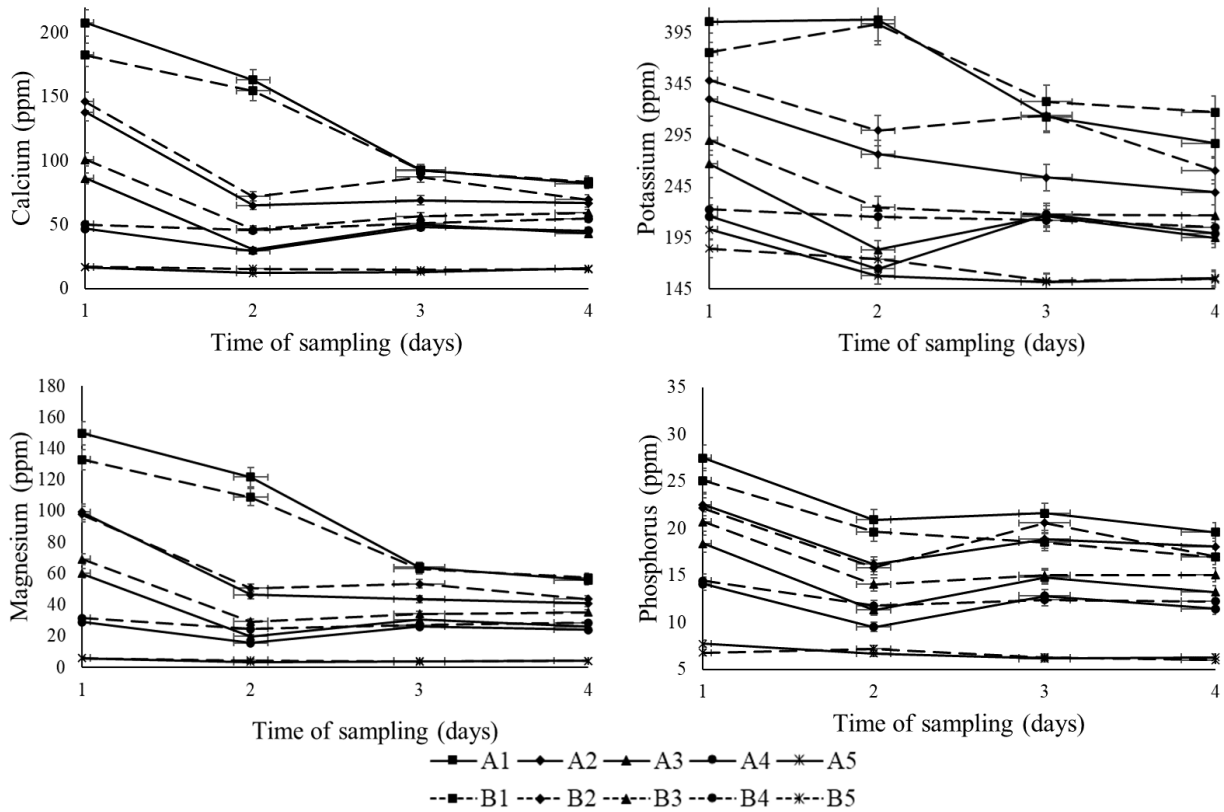 Calcium (ppm)
200
150
100
50
0
1 2 3 4
Time of sampling (days)
Potassium (ppm)
395
345
295
245
195
145
1 2 3 4
Time of sampling (days)
Magnesium (ppm)
180
160
140
120
100
80
60
40
20
0
1 2 3 4
Time of sampling (days)
Phosphorus (ppm)
35
30
25
20
15
10
5
1 2 3 4
Time of sampling (days)
A1 A2 A3 A4 A5
B1 B2 B3 B4 B5